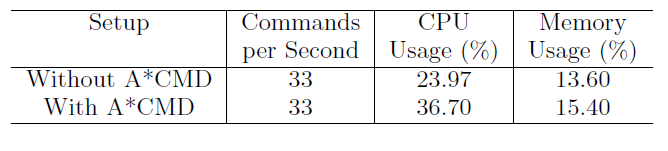 Setup Commands CPU Memory
per Second Usage (%) Usage (%)
Without A*CMD 33 23.97 13.60
With A*CMD 33 36.70 15.40